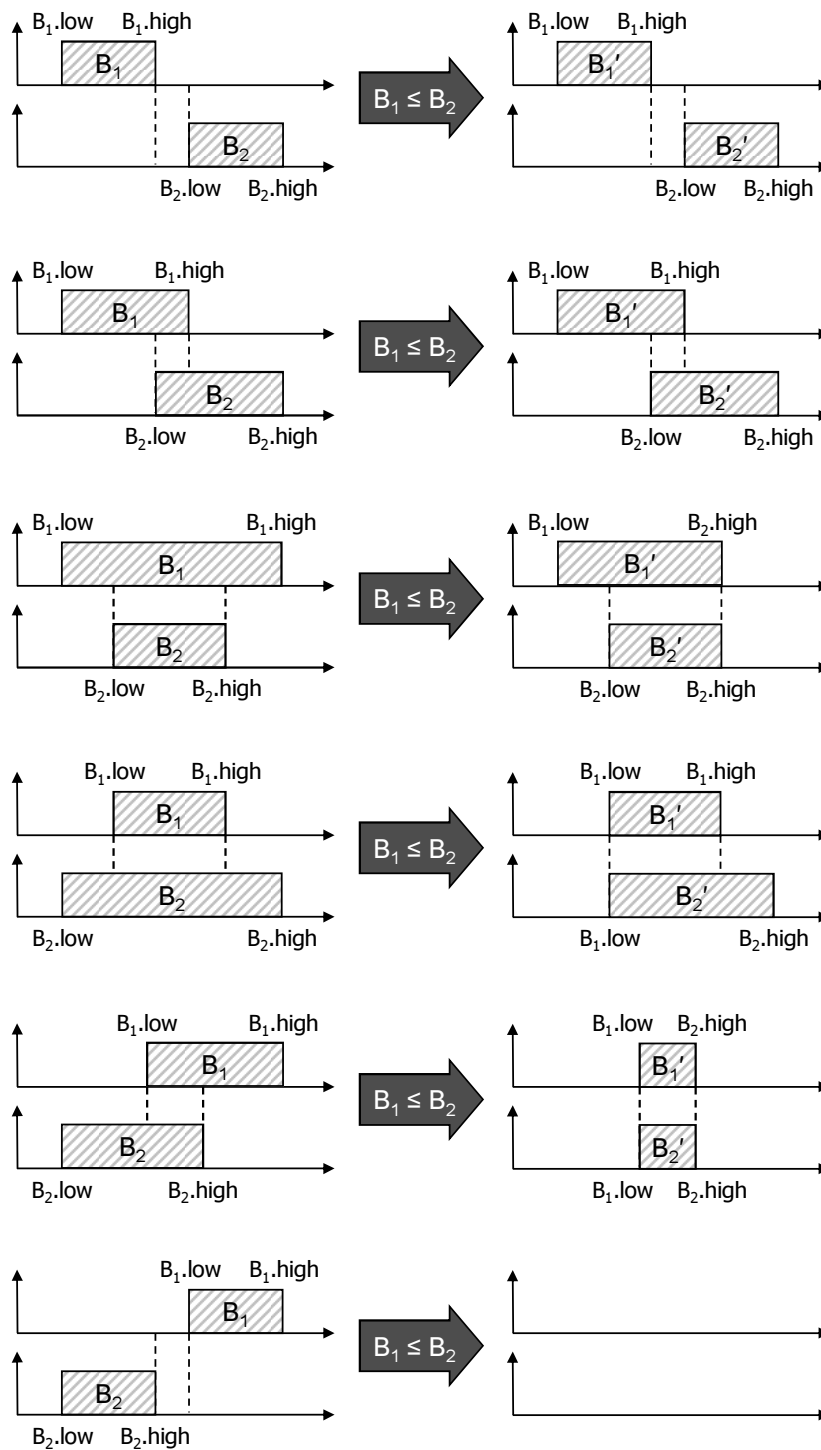 B₁.low B₁.high B₁.low B₁.high
B₁ B₁ ≤ B₂ B₁′
B₂ B₂′
B₂.low B₂.high B₂.low B₂.high
B₁.low B₁.high B₁.low B₁.high
B₁ B₁ ≤ B₂ B₁′
B₂ B₂′
B₂.low B₂.high B₂.low B₂.high
B₁.low B₁.high B₁.low B₂.high
B₁ B₁ ≤ B₂ B₁′
B₂ B₂′
B₂.low B₂.high B₂.low B₂.high
B₁.low B₁.high B₁.low B₁.high
B₁ B₁ ≤ B₂ B₁′
B₂ B₂′
B₂.low B₂.high B₁.low B₂.high
B₁.low B₁.high B₁.low B₂.high
B₁ B₁ ≤ B₂ B₁′
B₂ B₂′
B₂.low B₂.high B₁.low B₂.high
B₁.low B₁.high
B₁ B₁ ≤ B₂
B₂
B₂.low B₂.high